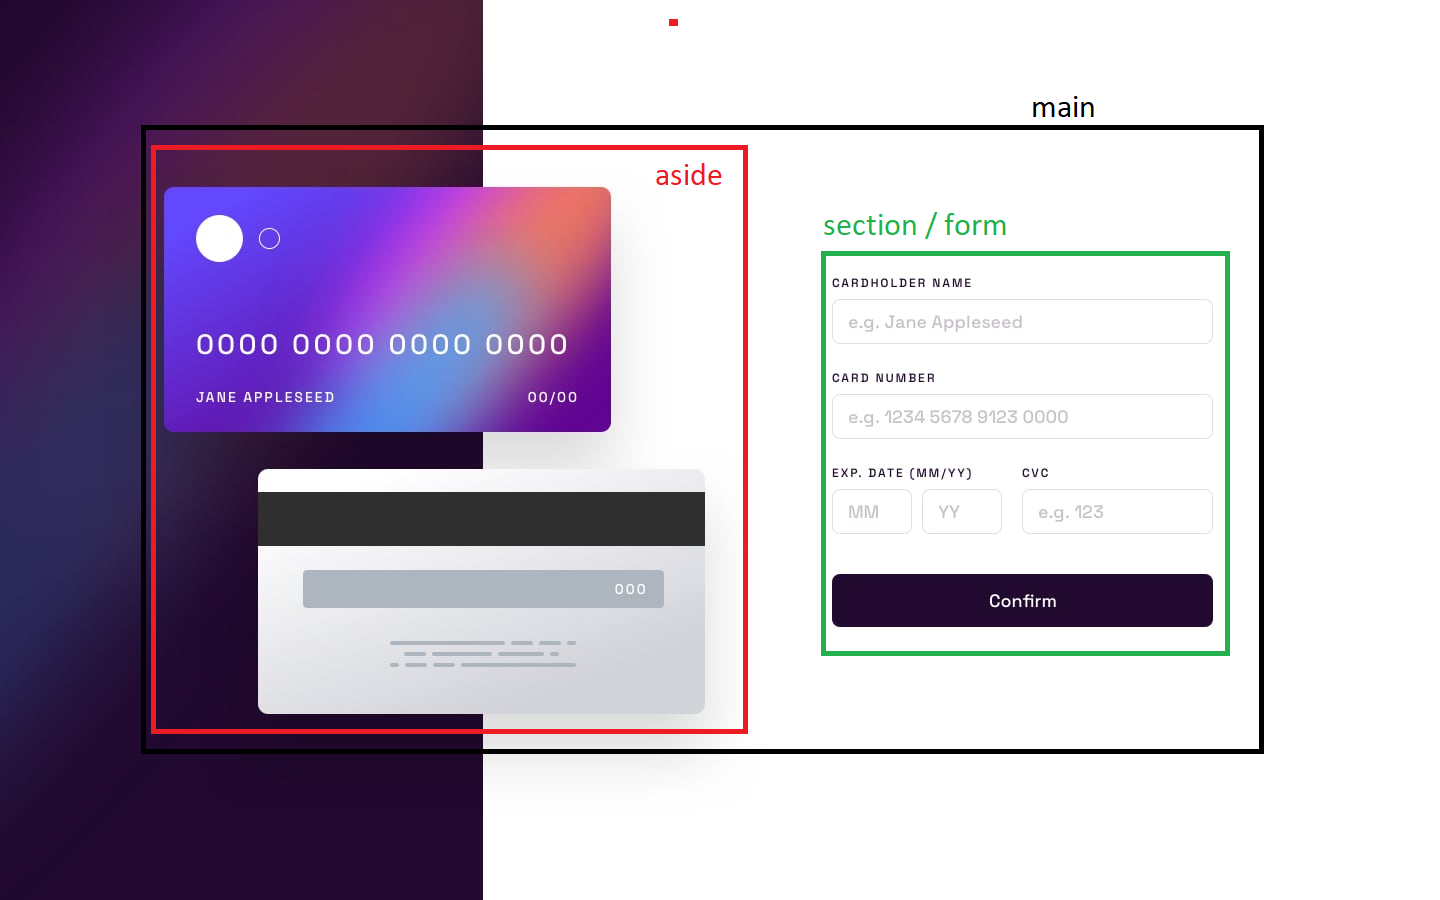 main
aside
0000 0000 0000 0000
JANE APPLESEED 00/00
000
section / form
CARDHOLDER NAME
e.g. Jane Appleseed
CARD NUMBER
e.g. 1234 5678 9123 0000
EXP. DATE (MM/YY) CVC
MM YY e.g. 123
Confirm